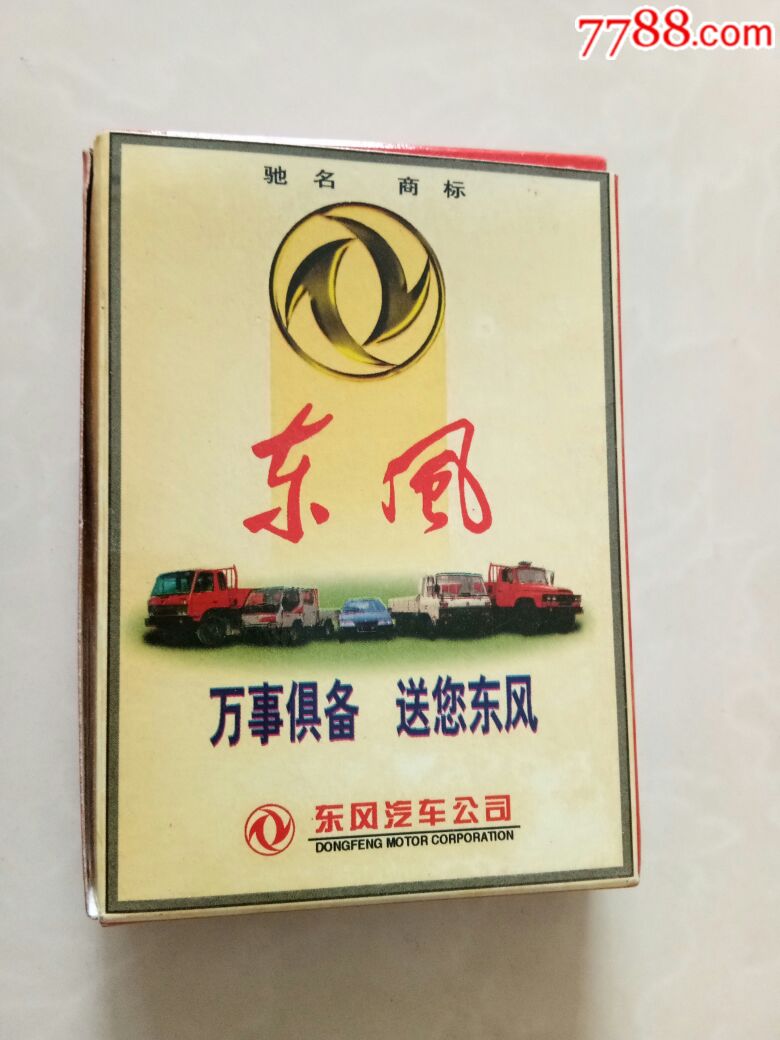 7788.com
驰名 商标
东风
万事俱备 送您东风
东风汽车公司
DONGFENG MOTOR CORPORATION